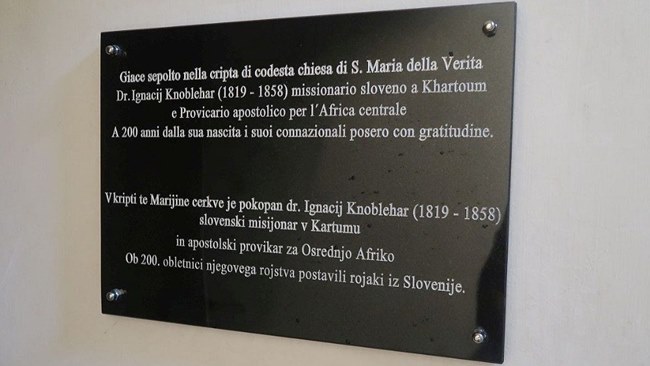 Giace sepolto nella cripta di codesta chiesa di S. Maria della Verita
Dr. Ignacij Knoblehar (1819 - 1858) missionario sloveno a Khartoum
e Provicario apostolico per l´Africa centrale
A 200 anni dalla sua nascita i suoi connazionali posero con gratitudine.
V kripti te Marijine cerkve je pokopan dr. Ignacij Knoblehar (1819 - 1858)
slovenski misijonar v Kartumu
in apostolski provikar za Osrednjo Afriko
Ob 200. obletnici njegovega rojstva postavili rojaki iz Slovenije.